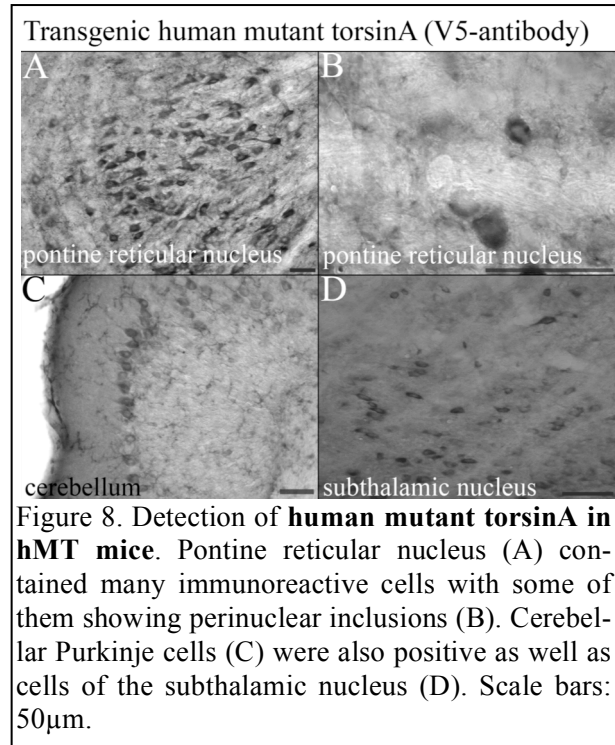 Transgenic human mutant torsinA (V5-antibody)
A
B
pontine reticular nucleus
pontine reticular nucleus
C
D
cerebellum
subthalamic nucleus
Figure 8. Detection of human mutant torsinA in
hMT mice. Pontine reticular nucleus (A) con-
tained many immunoreactive cells with some of
them showing perinuclear inclusions (B). Cerebel-
lar Purkinje cells (C) were also positive as well as
cells of the subthalamic nucleus (D). Scale bars:
50µm.